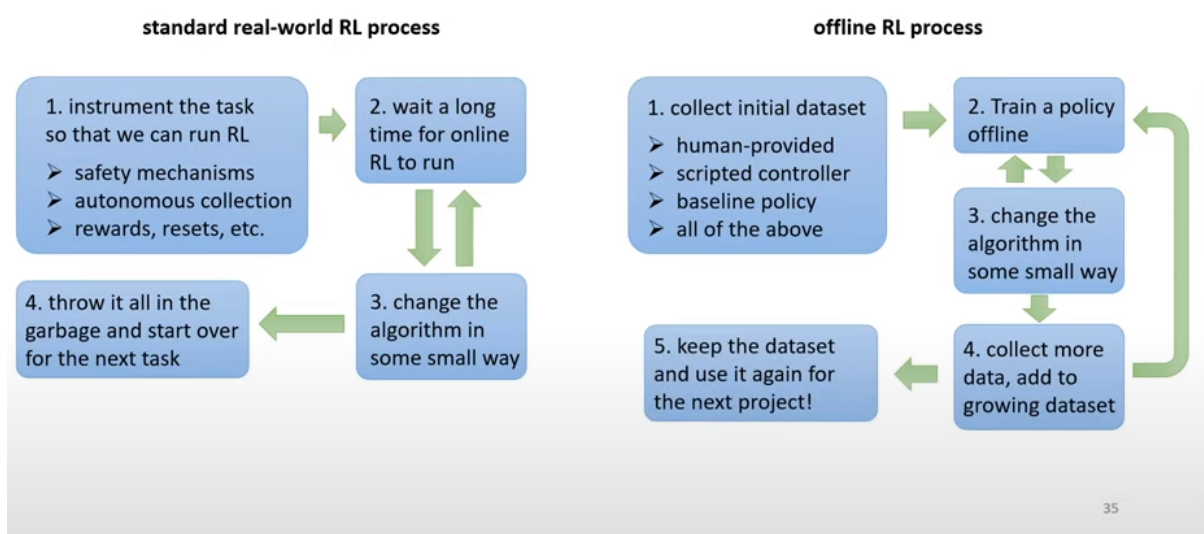 standard real-world RL process
1. instrument the task
so that we can run RL
➢ safety mechanisms
➢ autonomous collection
➢ rewards, resets, etc.
2. wait a long
time for online
RL to run
3. change the
algorithm in
some small way
4. throw it all in the
garbage and start over
for the next task
offline RL process
1. collect initial dataset
➢ human-provided
➢ scripted controller
➢ baseline policy
➢ all of the above
2. Train a policy
offline
3. change the
algorithm in
some small way
4. collect more
data, add to
growing dataset
5. keep the dataset
and use it again for
the next project!
35